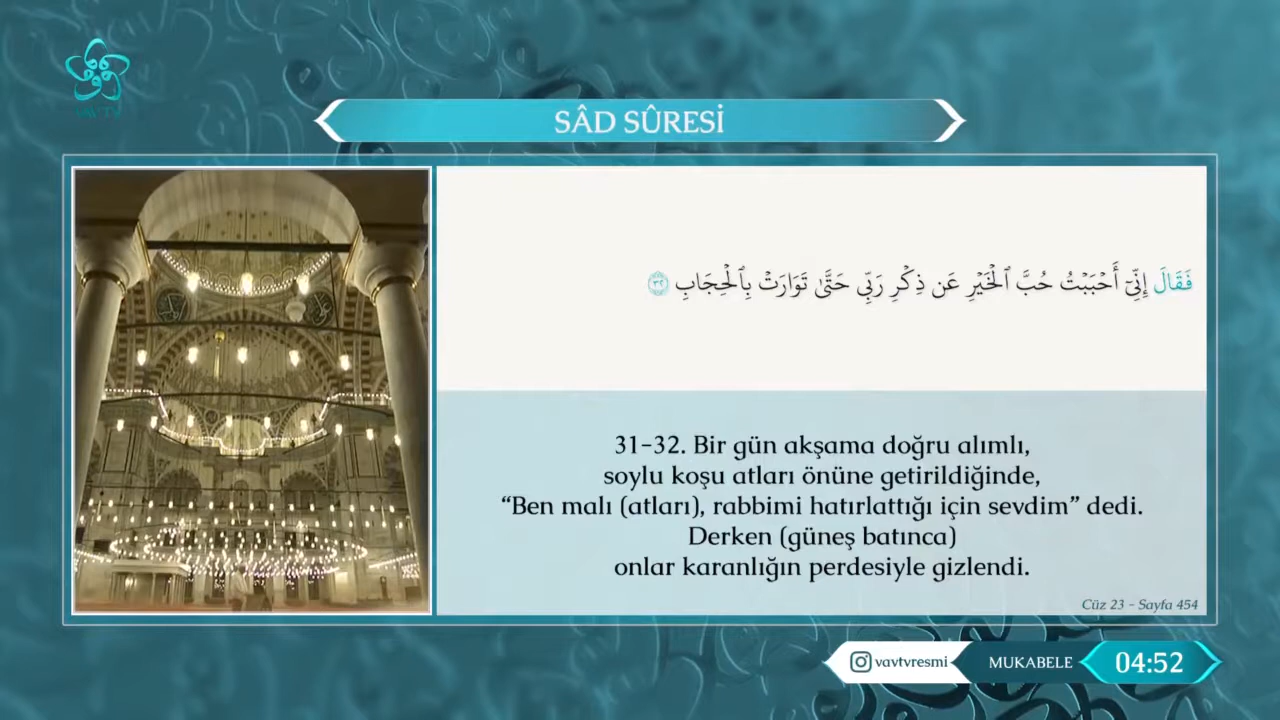 VAVTV
SÂD SÛRESİ
فَقَالَ إِنِّيٓ أَحْبَبْتُ حُبَّ ٱلْخَيْرِ عَن ذِكْرِ رَبِّي حَتَّىٰ تَوَارَتْ بِٱلْحِجَابِ ٣٢
31-32. Bir gün akşama doğru alımlı,
soylu koşu atları önüne getirildiğinde,
“Ben malı (atları), rabbimi hatırlattığı için sevdim” dedi.
Derken (güneş batınca)
onlar karanlığın perdesiyle gizlendi.
Cüz 23 - Sayfa 454
vavtvresmi MUKABELE 04:52